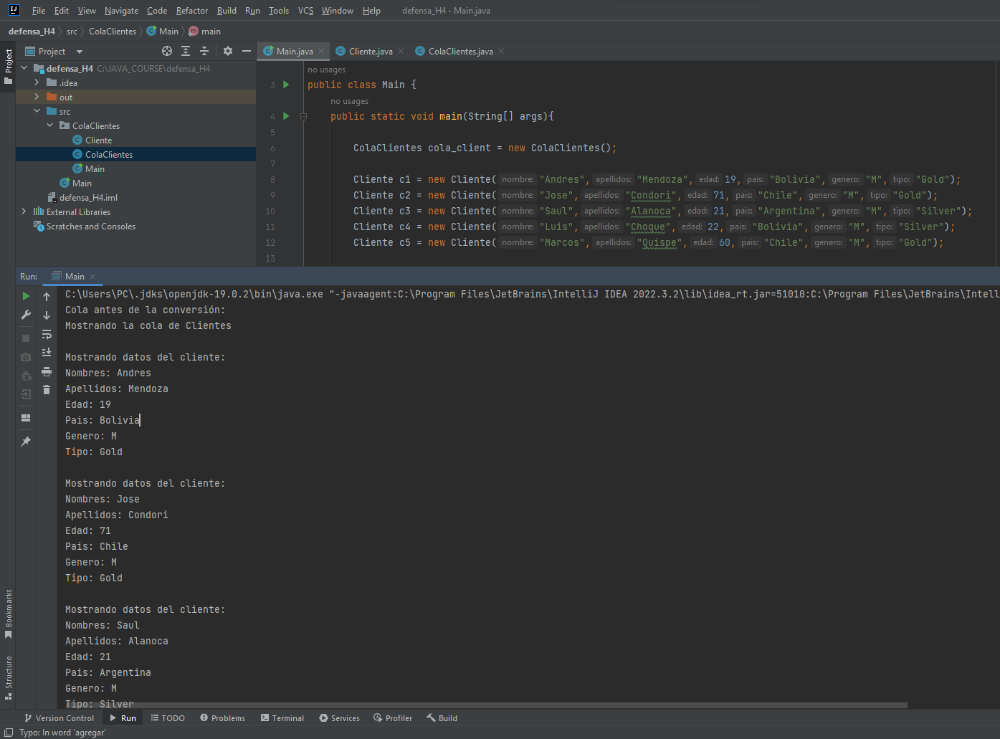 File Edit View Navigate Code Refactor Build Run Tools VCS Window Help defensa_H4 - Main.java
defensa_H4 src ColaClientes Main main
Project
Project
Main.java Cliente.java ColaClientes.java
defensa_H4 C:\JAVA_COURSE\defensa_H4
.idea
out
src
ColaClientes
Cliente
ColaClientes
Main
Main
defensa_H4.iml
External Libraries
Scratches and Consoles
no usages
3 public class Main {
no usages
4 public static void main(String[] args){
5
6 ColaClientes cola_client = new ColaClientes();
7
8 Cliente c1 = new Cliente( nombre: "Andres", apellidos: "Mendoza", edad: 19, pais: "Bolivia", genero: "M", tipo: "Gold");
9 Cliente c2 = new Cliente( nombre: "Jose", apellidos: "Condori", edad: 71, pais: "Chile", genero: "M", tipo: "Gold");
10 Cliente c3 = new Cliente( nombre: "Saul", apellidos: "Alanoca", edad: 21, pais: "Argentina", genero: "M", tipo: "Silver");
11 Cliente c4 = new Cliente( nombre: "Luis", apellidos: "Choque", edad: 22, pais: "Bolivia", genero: "M", tipo: "Silver");
12 Cliente c5 = new Cliente( nombre: "Marcos", apellidos: "Quispe", edad: 60, pais: "Chile", genero: "M", tipo: "Gold");
13
Run: Main
C:\Users\PC\.jdks\openjdk-19.0.2\bin\java.exe "-javaagent:C:\Program Files\JetBrains\IntelliJ IDEA 2022.3.2\lib\idea_rt.jar=51010:C:\Program Files\JetBrains\Intell
Cola antes de la conversión:
Mostrando la cola de Clientes
Mostrando datos del cliente:
Nombres: Andres
Apellidos: Mendoza
Edad: 19
Pais: Bolivia
Genero: M
Tipo: Gold
Mostrando datos del cliente:
Nombres: Jose
Apellidos: Condori
Edad: 71
Pais: Chile
Genero: M
Tipo: Gold
Mostrando datos del cliente:
Nombres: Saul
Apellidos: Alanoca
Edad: 21
Pais: Argentina
Genero: M
Tipo: Silver
Bookmarks
Structure
Version Control Run TODO Problems Terminal Services Profiler Build
Typo: In word 'agregar'